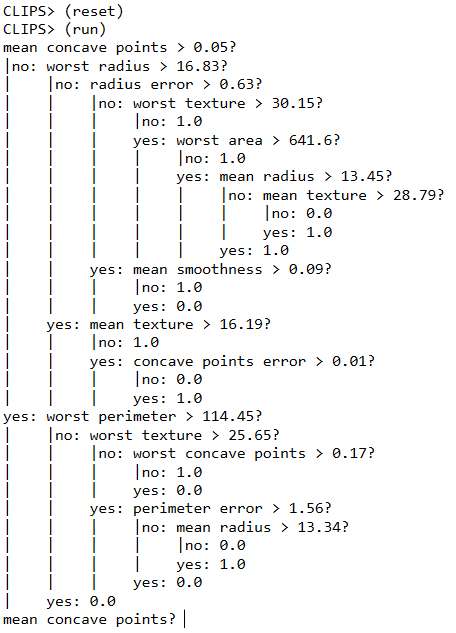 CLIPS> (reset)
CLIPS> (run)
mean concave points > 0.05?
|no: worst radius > 16.83?
|    |no: radius error > 0.63?
|    |    |no: worst texture > 30.15?
|    |    |    |no: 1.0
|    |    |    yes: worst area > 641.6?
|    |    |    |    |no: 1.0
|    |    |    |    yes: mean radius > 13.45?
|    |    |    |    |    |no: mean texture > 28.79?
|    |    |    |    |    |    |no: 0.0
|    |    |    |    |    |    yes: 1.0
|    |    |    |    |    yes: 1.0
|    |    yes: mean smoothness > 0.09?
|    |    |    |no: 1.0
|    |    |    yes: 0.0
|    yes: mean texture > 16.19?
|    |    |no: 1.0
|    |    yes: concave points error > 0.01?
|    |    |    |no: 0.0
|    |    |    yes: 1.0
yes: worst perimeter > 114.45?
|    |no: worst texture > 25.65?
|    |    |no: worst concave points > 0.17?
|    |    |    |no: 1.0
|    |    |    yes: 0.0
|    |    yes: perimeter error > 1.56?
|    |    |    |no: mean radius > 13.34?
|    |    |    |    |no: 0.0
|    |    |    |    yes: 1.0
|    |    |    yes: 0.0
|    yes: 0.0
mean concave points?